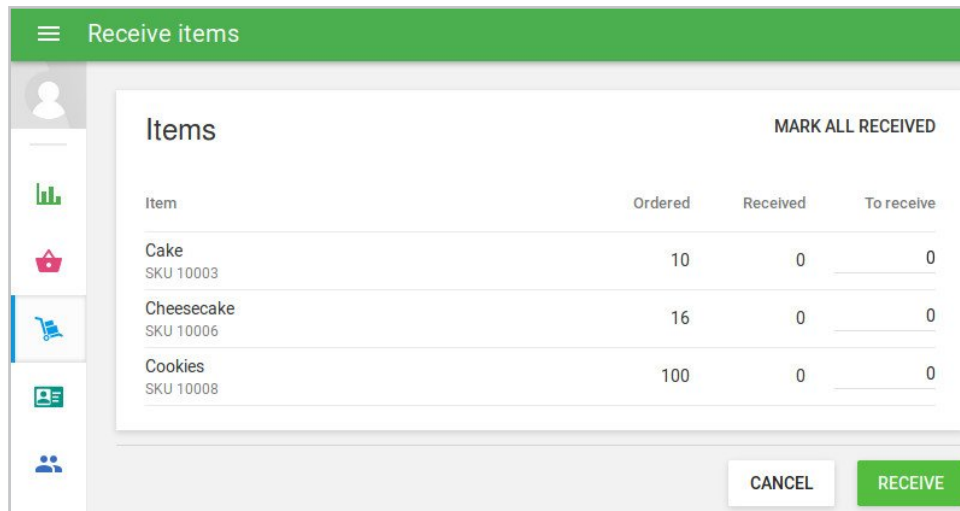 Receive items
Items MARK ALL RECEIVED
Item Ordered Received To receive
Cake 10 0 0
SKU 10003
Cheesecake 16 0 0
SKU 10006
Cookies 100 0 0
SKU 10008
CANCEL RECEIVE